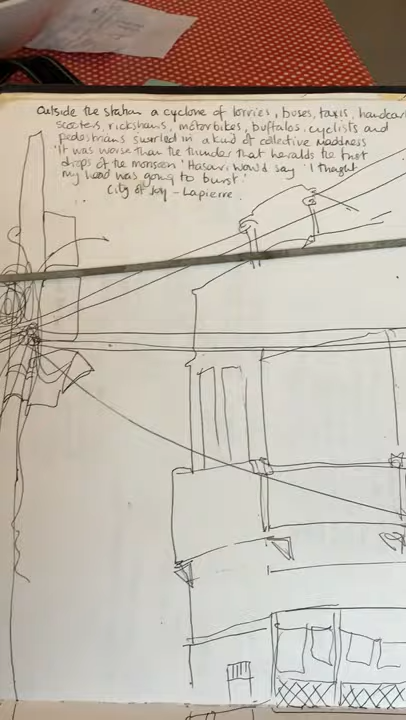 Outside the station a cyclone of lorries, buses, taxis, handcar
scooters, rickshaws, motorbikes, buffalos, cyclists and
pedestrians swirled in a kind of collective madness
'It was worse than the thunder that heralds the first
drops of the monsoon' Hasari would say 'I thought
my head was going to burst.'
City of Joy - Lapierre.